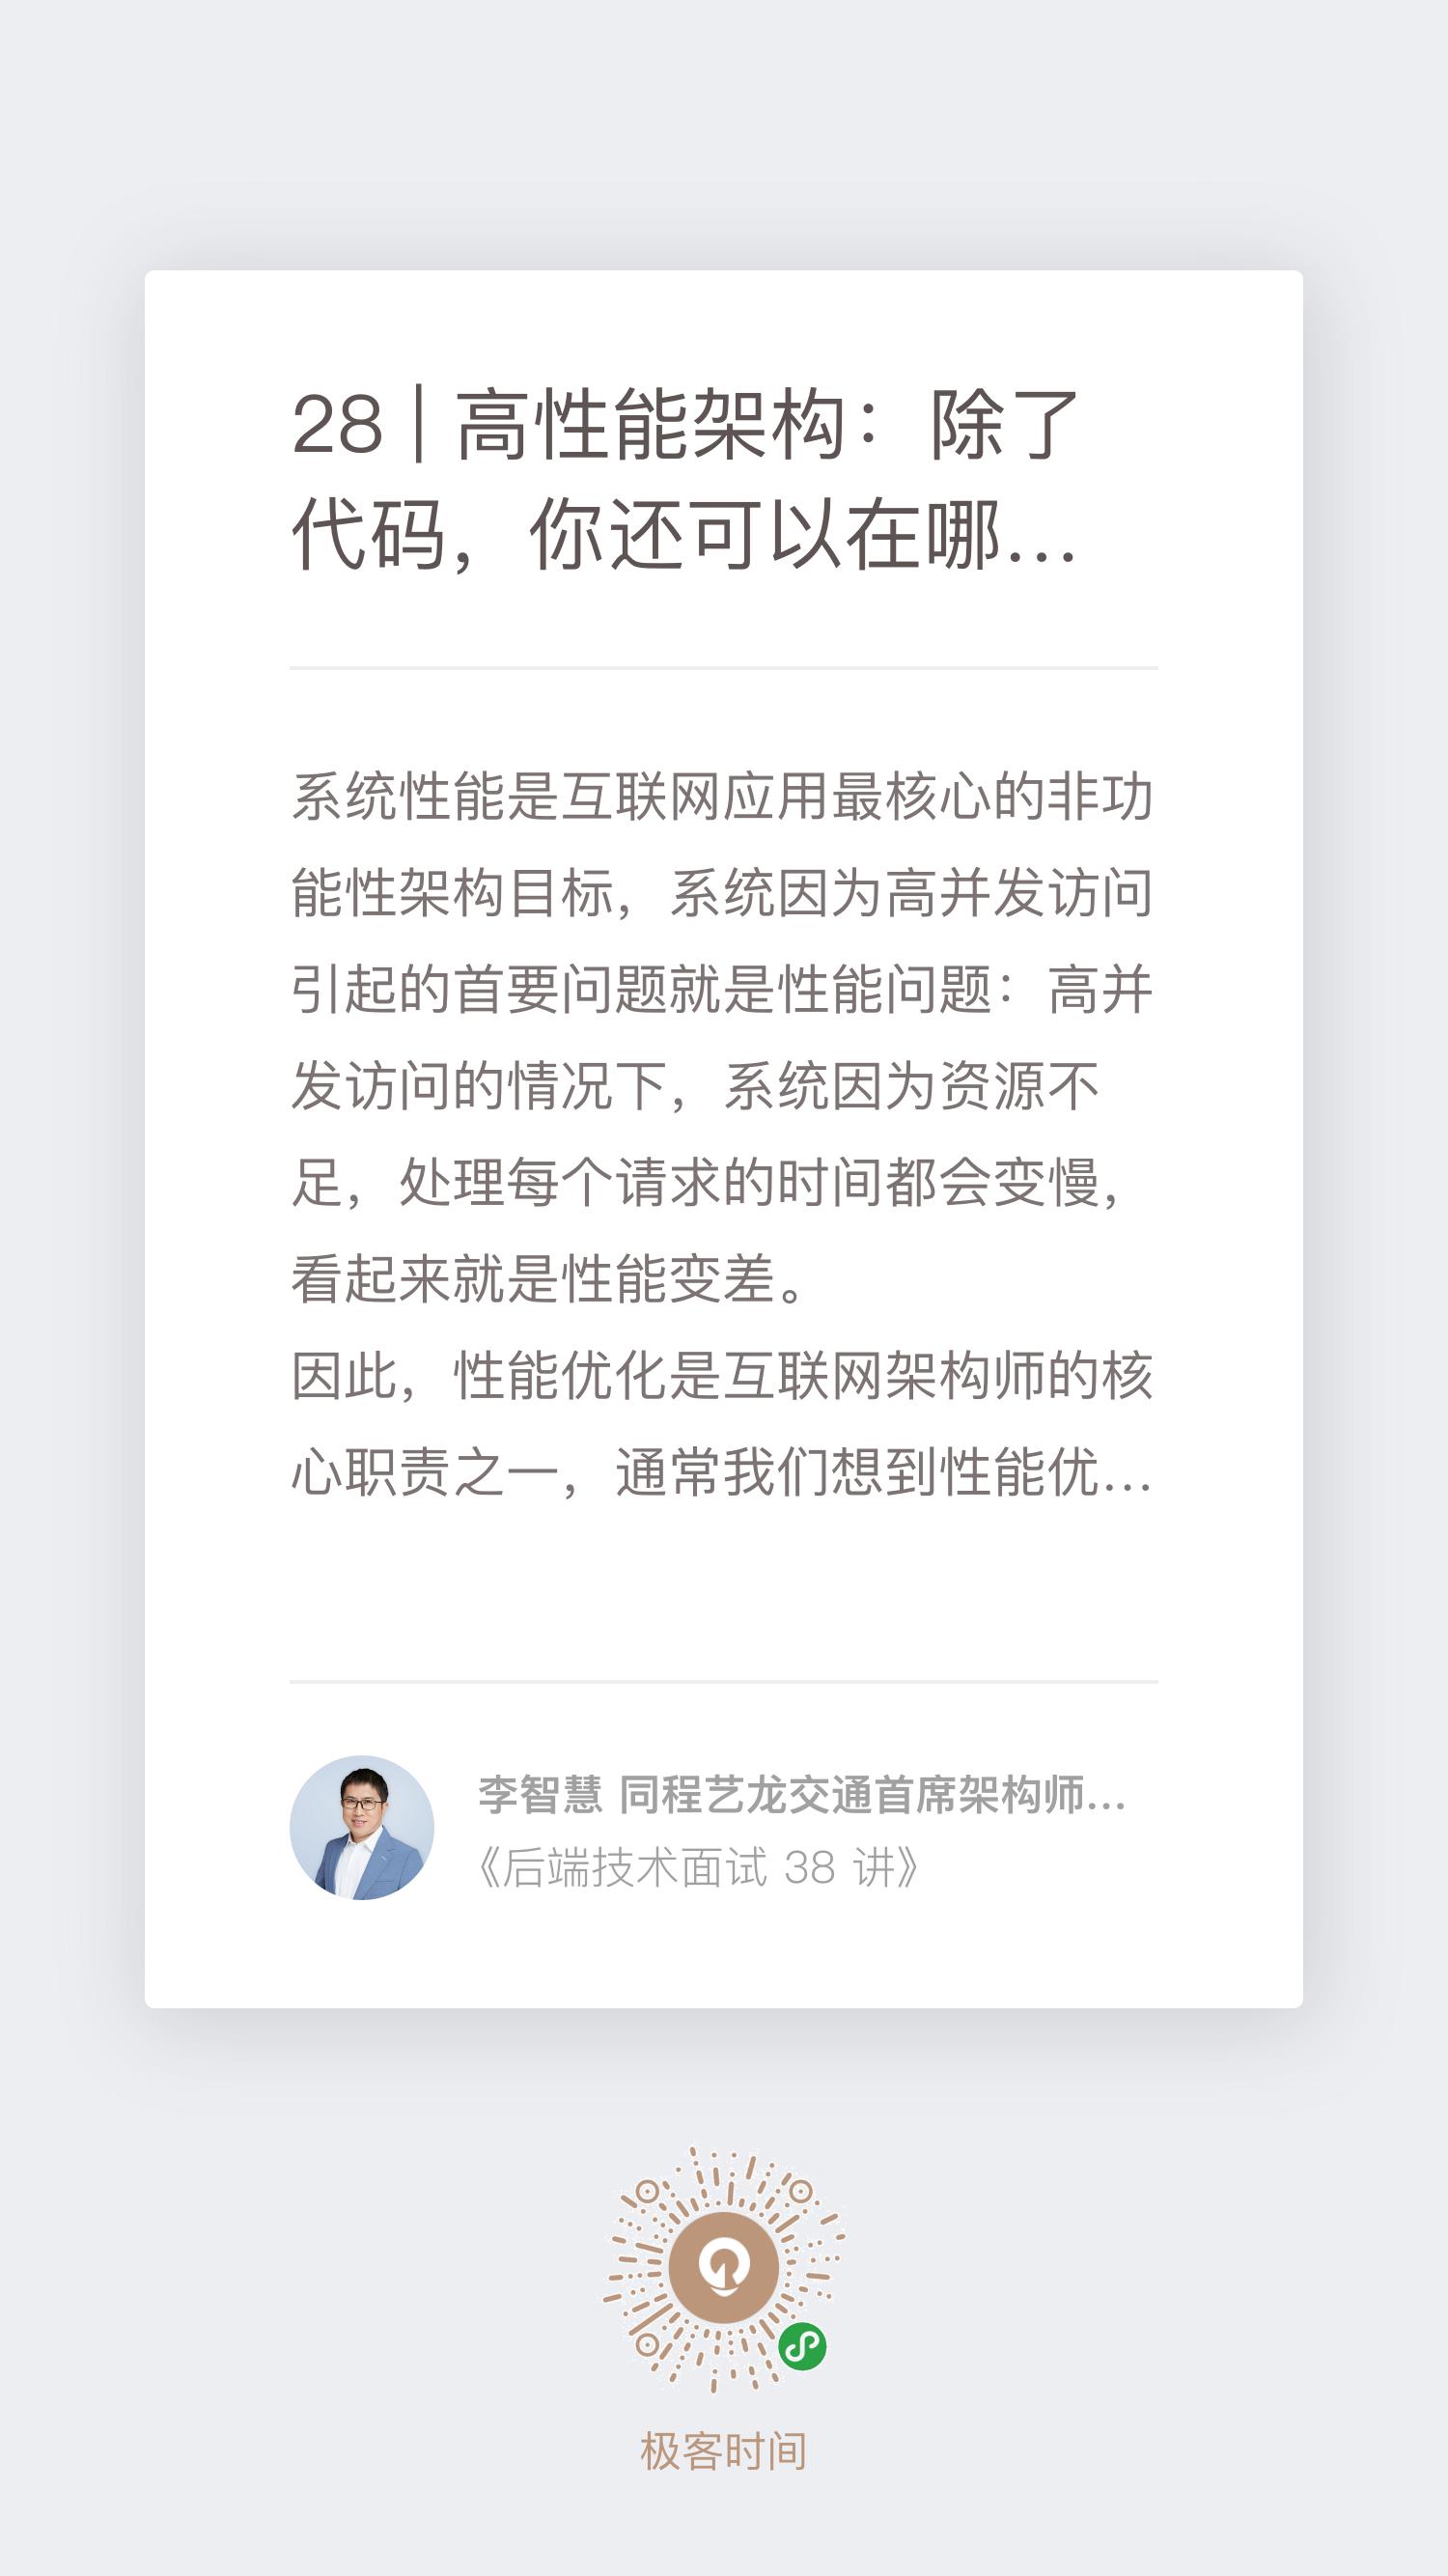 28 | 高性能架构：除了
代码，你还可以在哪...
系统性能是互联网应用最核心的非功
能性架构目标，系统因为高并发访问
引起的首要问题就是性能问题：高并
发访问的情况下，系统因为资源不
足，处理每个请求的时间都会变慢，
看起来就是性能变差。
因此，性能优化是互联网架构师的核
心职责之一，通常我们想到性能优...
李智慧 同程艺龙交通首席架构师...
《后端技术面试 38 讲》
极客时间